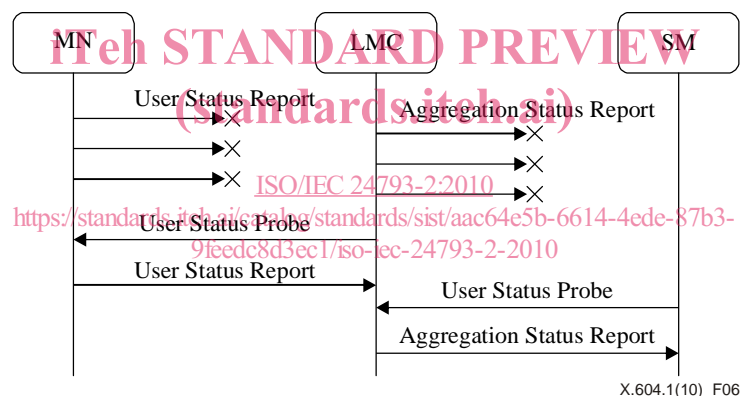 MN LMC SM
iTeh STANDARD PREVIEW
User Status Report
(standards.iteh.ai)
Aggregation Status Report
ISO/IEC 24793-2:2010
https://standards.iteh.ai/catalog/standards/sist/aac64e5b-6614-4ede-87b3-
User Status Probe
9feedc8d3ec1/iso-iec-24793-2-2010
User Status Report
User Status Probe
Aggregation Status Report
X.604.1(10)_F06